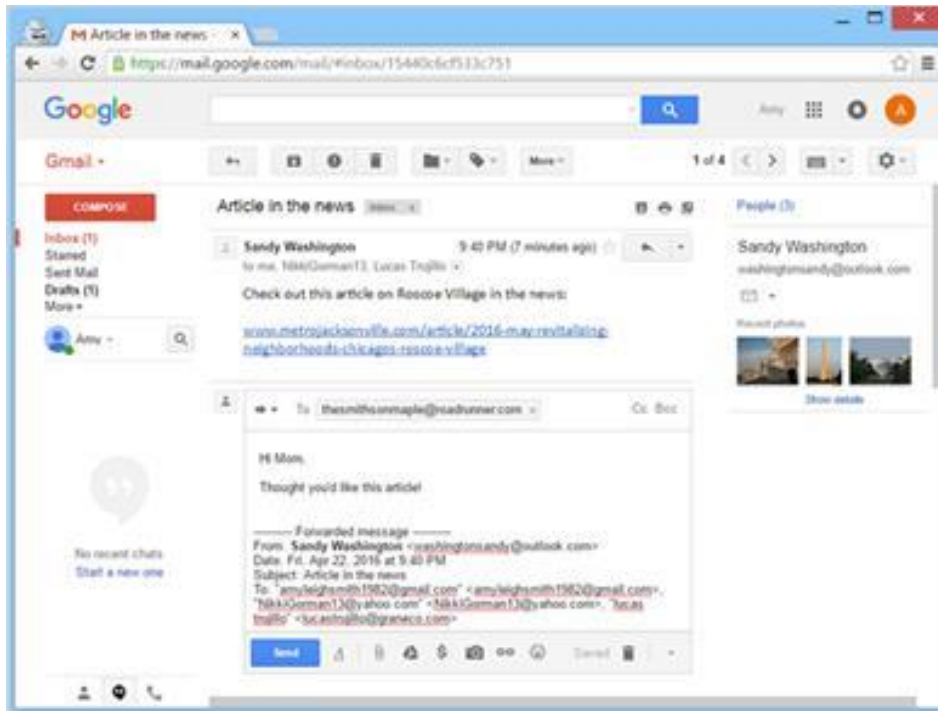 M Article in the news -
https://mail.google.com/mail/#inbox/15440c6cf533c751
Google
Amy
A
Gmail
More
1 of 4
COMPOSE
Article in the news Inbox x
People (3)
Inbox (1)
Starred
Sent Mail
Drafts (1)
More
Sandy Washington 9:40 PM (7 minutes ago)
to me, NikkiGorman13, Lucas Trujillo
Check out this article on Roscoe Village in the news:
www.metrojacksonville.com/article/2016-may-revitalizing-
neighborhoods-chicagos-roscoe-village
Sandy Washington
washingtonsandy@outlook.com
Recent photos
Show details
Amy
To thesmithsonmaple@roadrunner.com x Cc Bcc
Hi Mom,
Thought you'd like this article!
---------- Forwarded message ----------
From: Sandy Washington <washingtonsandy@outlook.com>
Date: Fri, Apr 22, 2016 at 9:40 PM
Subject: Article in the news
To: "amyleighsmith1982@gmail.com" <amyleighsmith1982@gmail.com>,
"NikkiGorman13@yahoo.com" <NikkiGorman13@yahoo.com>, "lucas
trujillo" <lucastrujillo@graneco.com>
No recent chats
Start a new one
Send
Saved